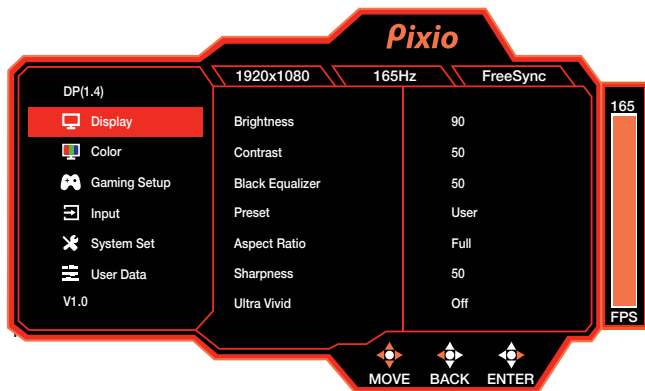 Pixio
1920x1080 165Hz FreeSync
DP(1.4)
Display
Color
Gaming Setup
Input
System Set
User Data
V1.0
Brightness 90
Contrast 50
Black Equalizer 50
Preset User
Aspect Ratio Full
Sharpness 50
Ultra Vivid Off
165
FPS
MOVE BACK ENTER